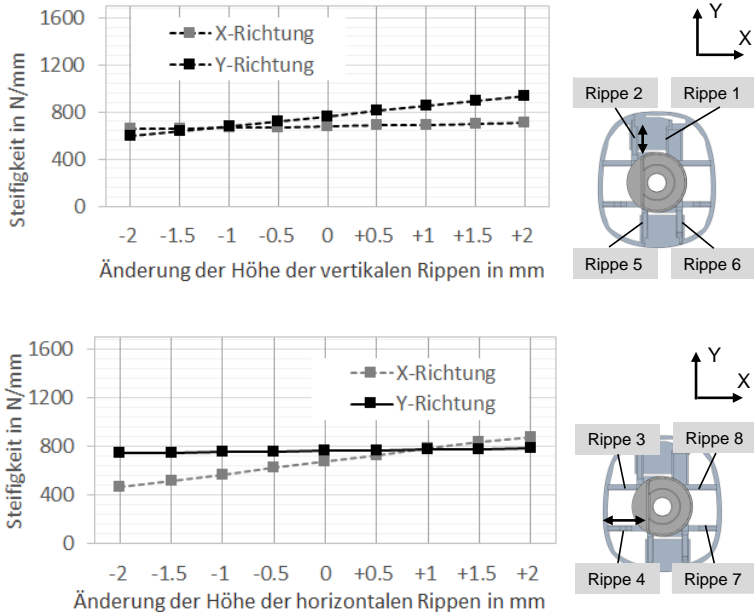 1600
1200
800
400
0
Steifigkeit in N/mm
X-Richtung
Y-Richtung
-2 -1.5 -1 -0.5 0 +0.5 +1 +1.5 +2
Änderung der Höhe der vertikalen Rippen in mm
Y
X
Rippe 2 Rippe 1
Rippe 5 Rippe 6
1600
1200
800
400
0
Steifigkeit in N/mm
X-Richtung
Y-Richtung
-2 -1.5 -1 -0.5 0 +0.5 +1 +1.5 +2
Änderung der Höhe der horizontalen Rippen in mm
Y
X
Rippe 3 Rippe 8
Rippe 4 Rippe 7